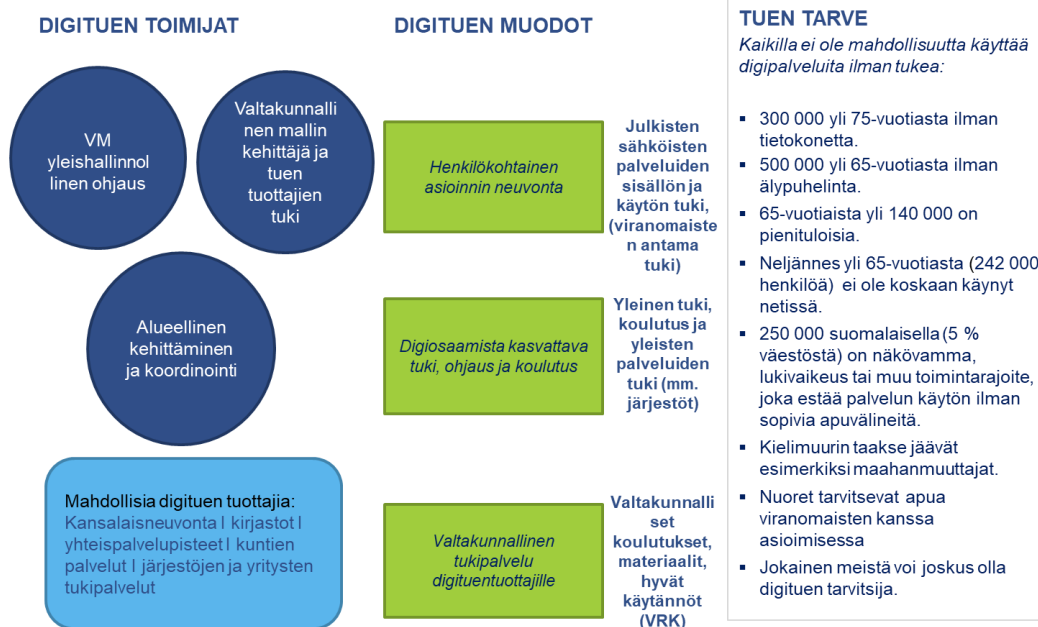 DIGITUEN TOIMIJAT
VM
yleishallinnol
linen ohjaus
Valtakunnalli
nen mallin
kehittäjä ja
tuen
tuottajien
tuki
Alueellinen
kehittäminen
ja koordinointi
Mahdollisia digituen tuottajia:
Kansalaisneuvonta l kirjastot l
yhteispalvelupisteet l kuntien
palvelut l järjestöjen ja yritysten
tukipalvelut
DIGITUEN MUODOT
Henkilökohtainen
asioinnin neuvonta
Julkisten
sähköisten
palveluiden
sisällön ja
käytön tuki,
(viranomaiste
n antama
tuki)
Digiosaamista kasvattava
tuki, ohjaus ja koulutus
Yleinen tuki,
koulutus ja
yleisten
palveluiden
tuki (mm.
järjestöt)
Valtakunnallinen
tukipalvelu
digituentuottajille
Valtakunnalli
set
koulutukset,
materiaalit,
hyvät
käytännöt
(VRK)
TUEN TARVE
Kaikilla ei ole mahdollisuutta käyttää
digipalveluita ilman tukea:
▪ 300 000 yli 75-vuotiasta ilman
tietokonetta.
▪ 500 000 yli 65-vuotiasta ilman
älypuhelinta.
▪ 65-vuotiaista yli 140 000 on
pienituloisia.
▪ Neljännes yli 65-vuotiasta (242 000
henkilöä) ei ole koskaan käynyt
netissä.
▪ 250 000 suomalaisella (5 %
väestöstä) on näkövamma,
lukivaikeus tai muu toimintarajoite,
joka estää palvelun käytön ilman
sopivia apuvälineitä.
▪ Kielimuurin taakse jäävät
esimerkiksi maahanmuuttajat.
▪ Nuoret tarvitsevat apua
viranomaisten kanssa
asioimisessa
▪ Jokainen meistä voi joskus olla
digituen tarvitsija.